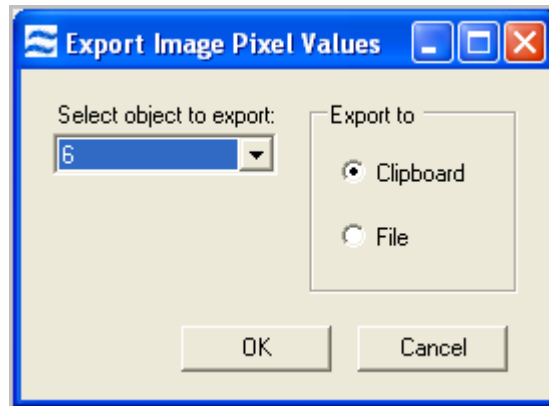 Export Image Pixel Values
Select object to export:
6
Export to
Clipboard
File
OK
Cancel